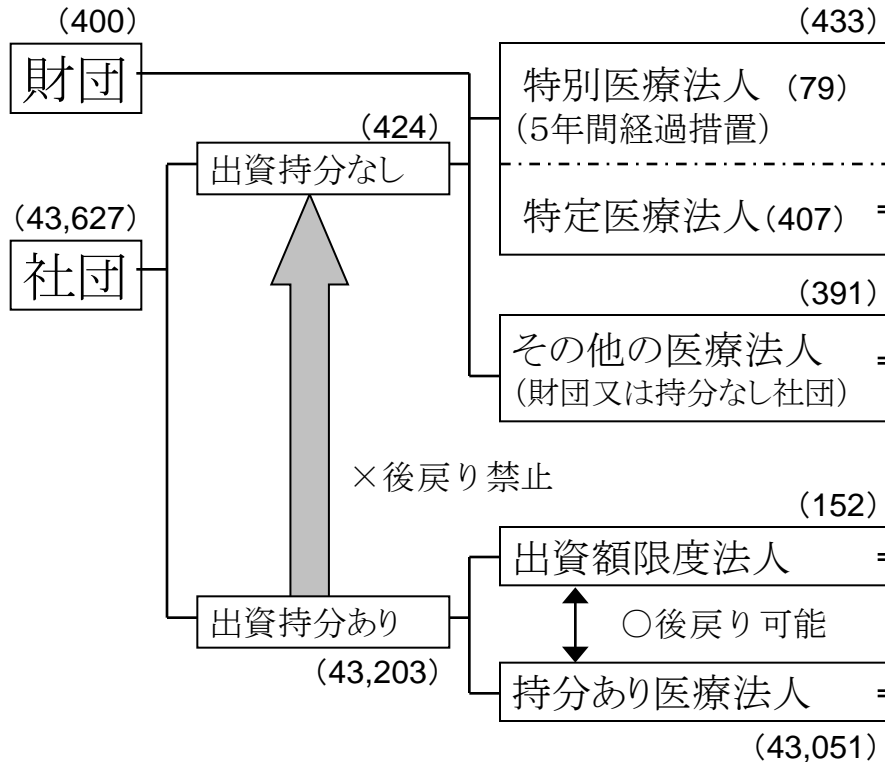 （400）
財団
（43,627）
社団
（424）
出資持分なし
×後戻り禁止
出資持分あり
（43,203）
（433）
特別医療法人（79）
（5年間経過措置）
特定医療法人（407）
（391）
その他の医療法人
（財団又は持分なし社団）
（152）
出資額限度法人
○後戻り可能
持分あり医療法人
（43,051）